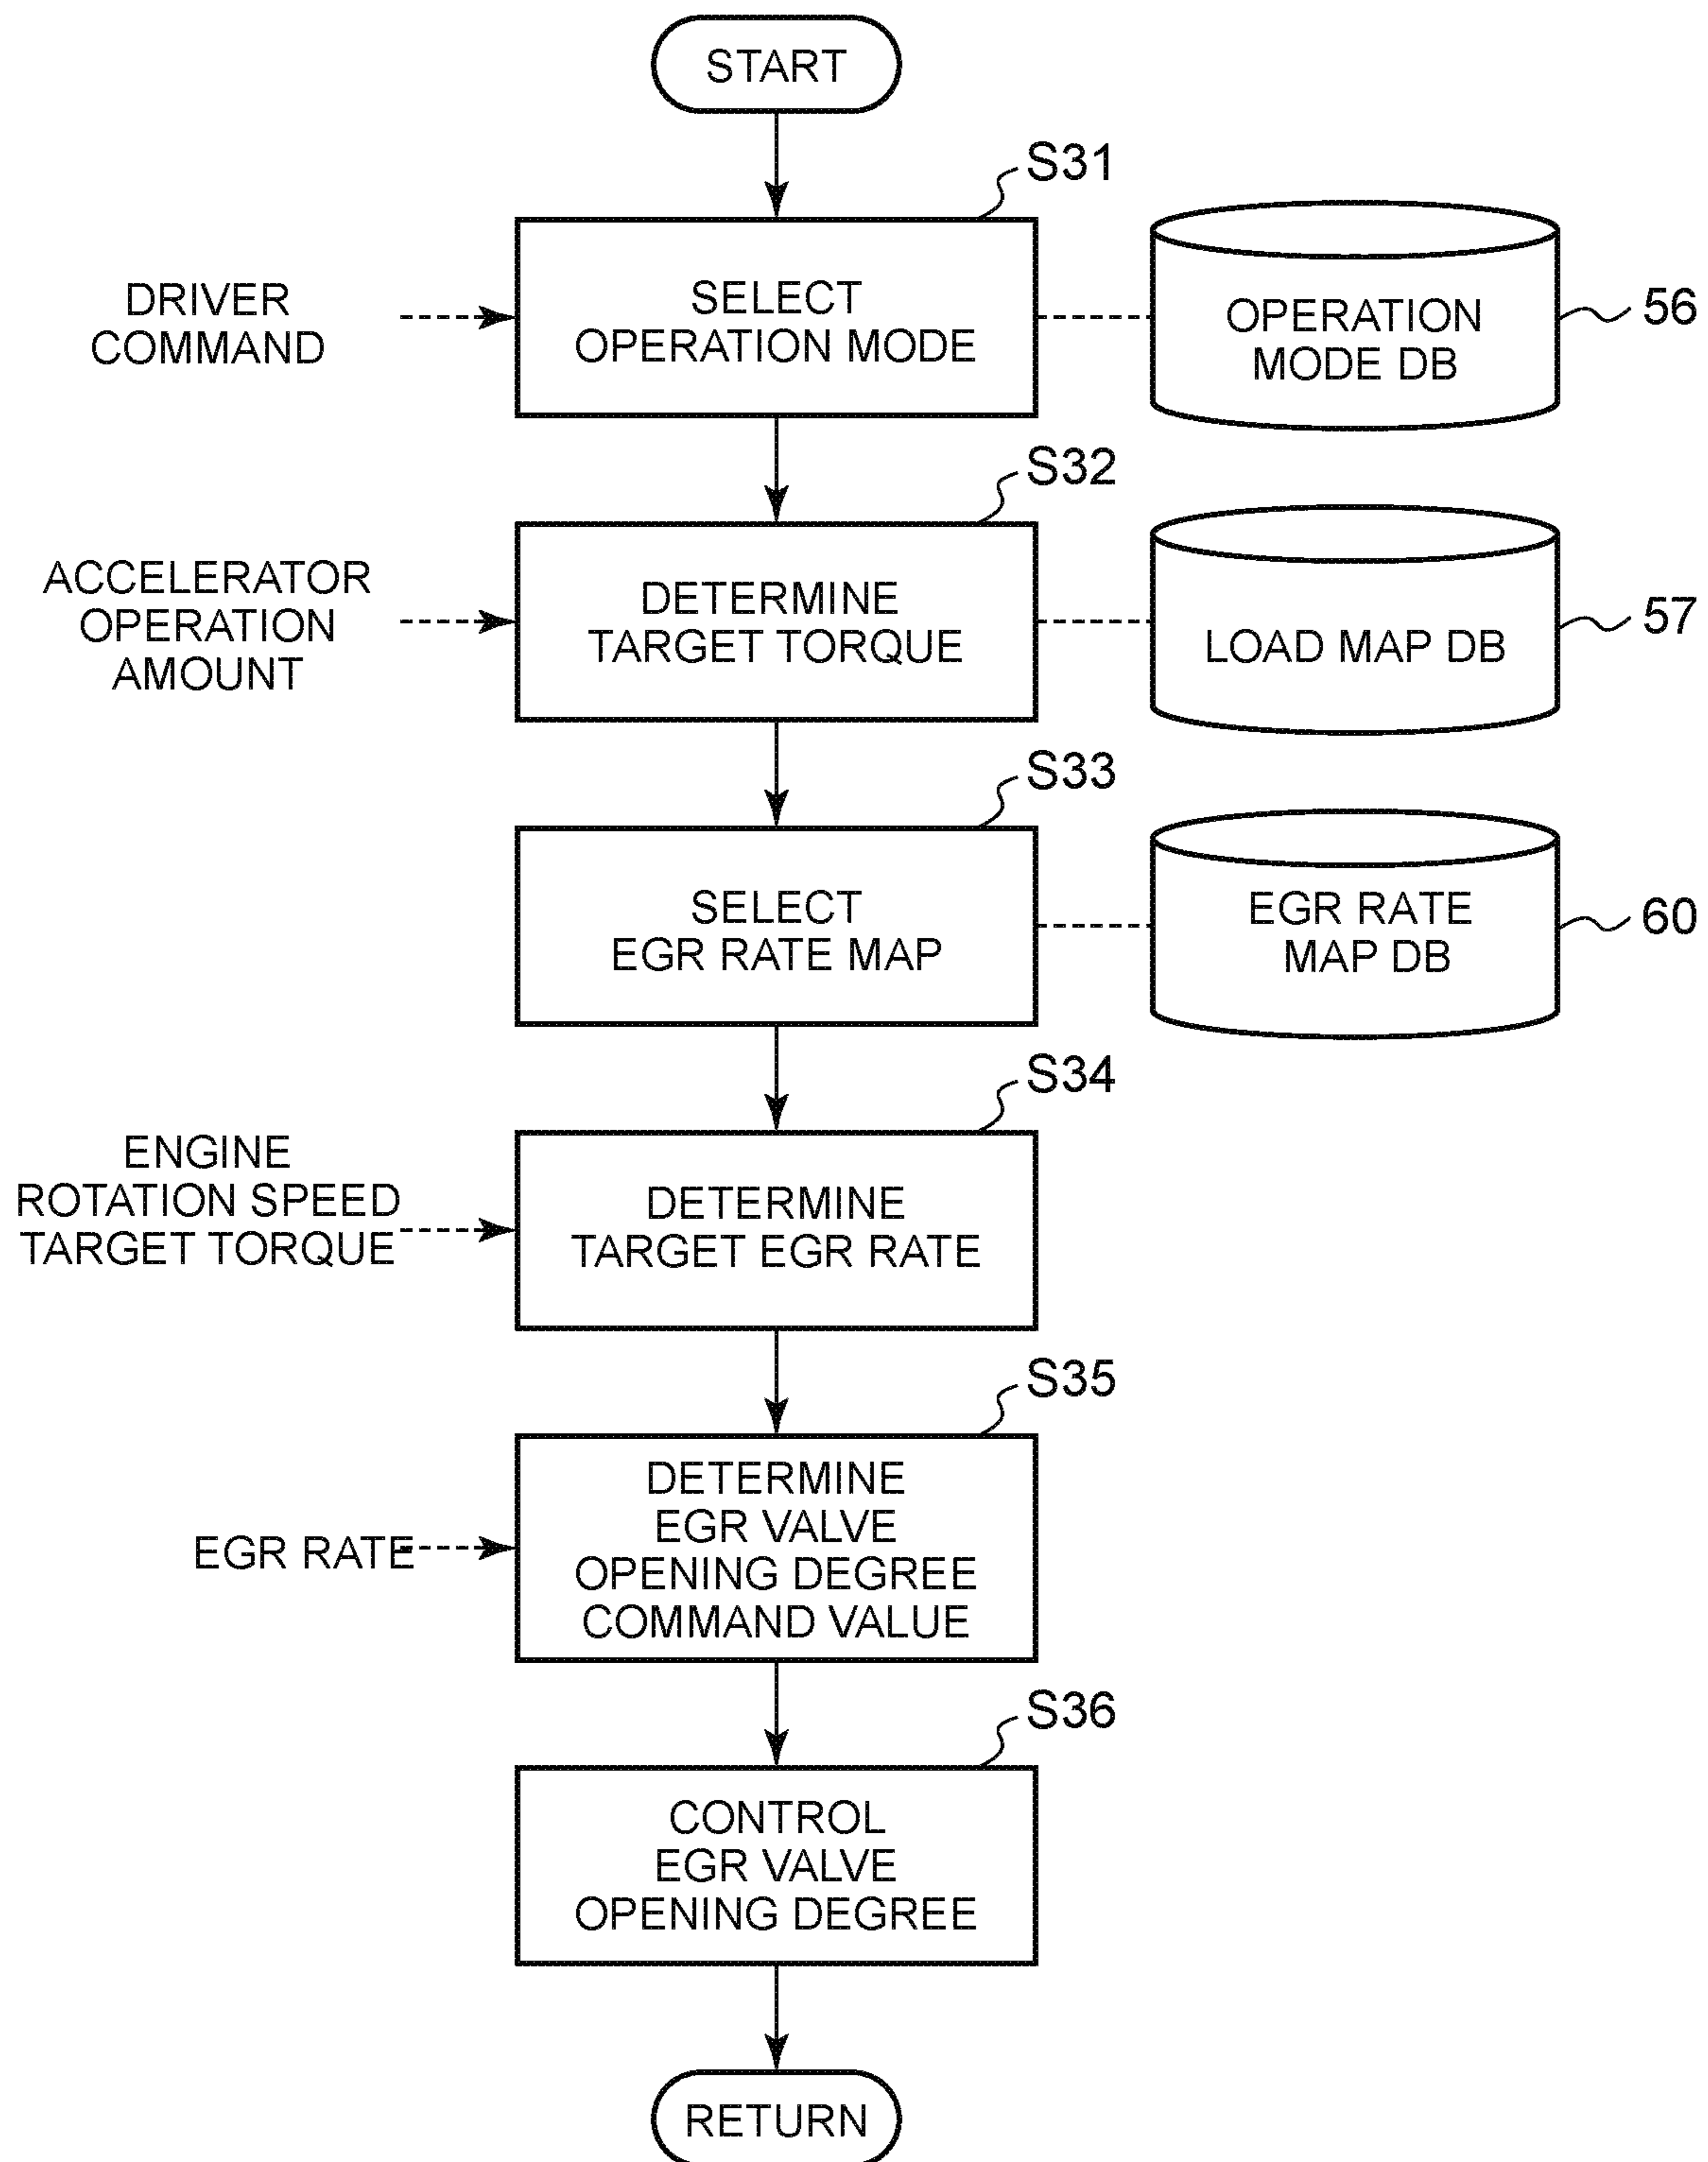 START
S31
DRIVER
COMMAND
SELECT
OPERATION MODE
OPERATION
MODE DB
56
S32
ACCELERATOR
OPERATION
AMOUNT
DETERMINE
TARGET TORQUE
LOAD MAP DB
57
S33
SELECT
EGR RATE MAP
EGR RATE
MAP DB
60
S34
ENGINE
ROTATION SPEED
TARGET TORQUE
DETERMINE
TARGET EGR RATE
S35
EGR RATE
DETERMINE
EGR VALVE
OPENING DEGREE
COMMAND VALUE
S36
CONTROL
EGR VALVE
OPENING DEGREE
RETURN